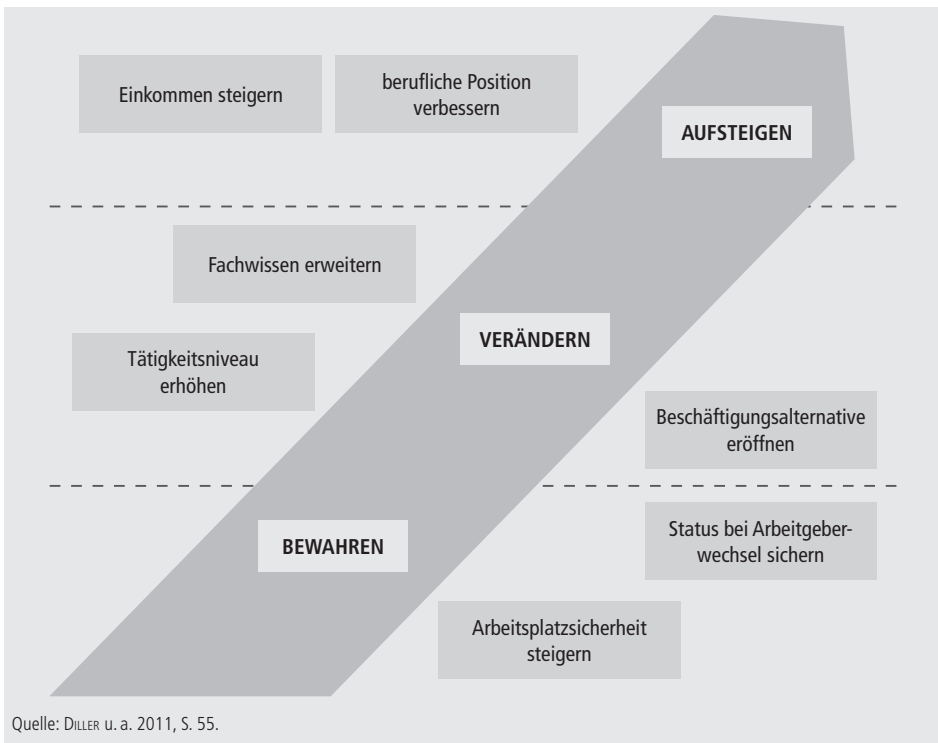 Einkommen steigern
berufliche Position
verbessern
AUFSTEIGEN
Fachwissen erweitern
VERÄNDERN
Tätigkeitsniveau
erhöhen
Beschäftigungsalternative
eröffnen
BEWAHREN
Status bei Arbeitgeber-
wechsel sichern
Arbeitsplatzsicherheit
steigern
Quelle: DILLER u. a. 2011, S. 55.